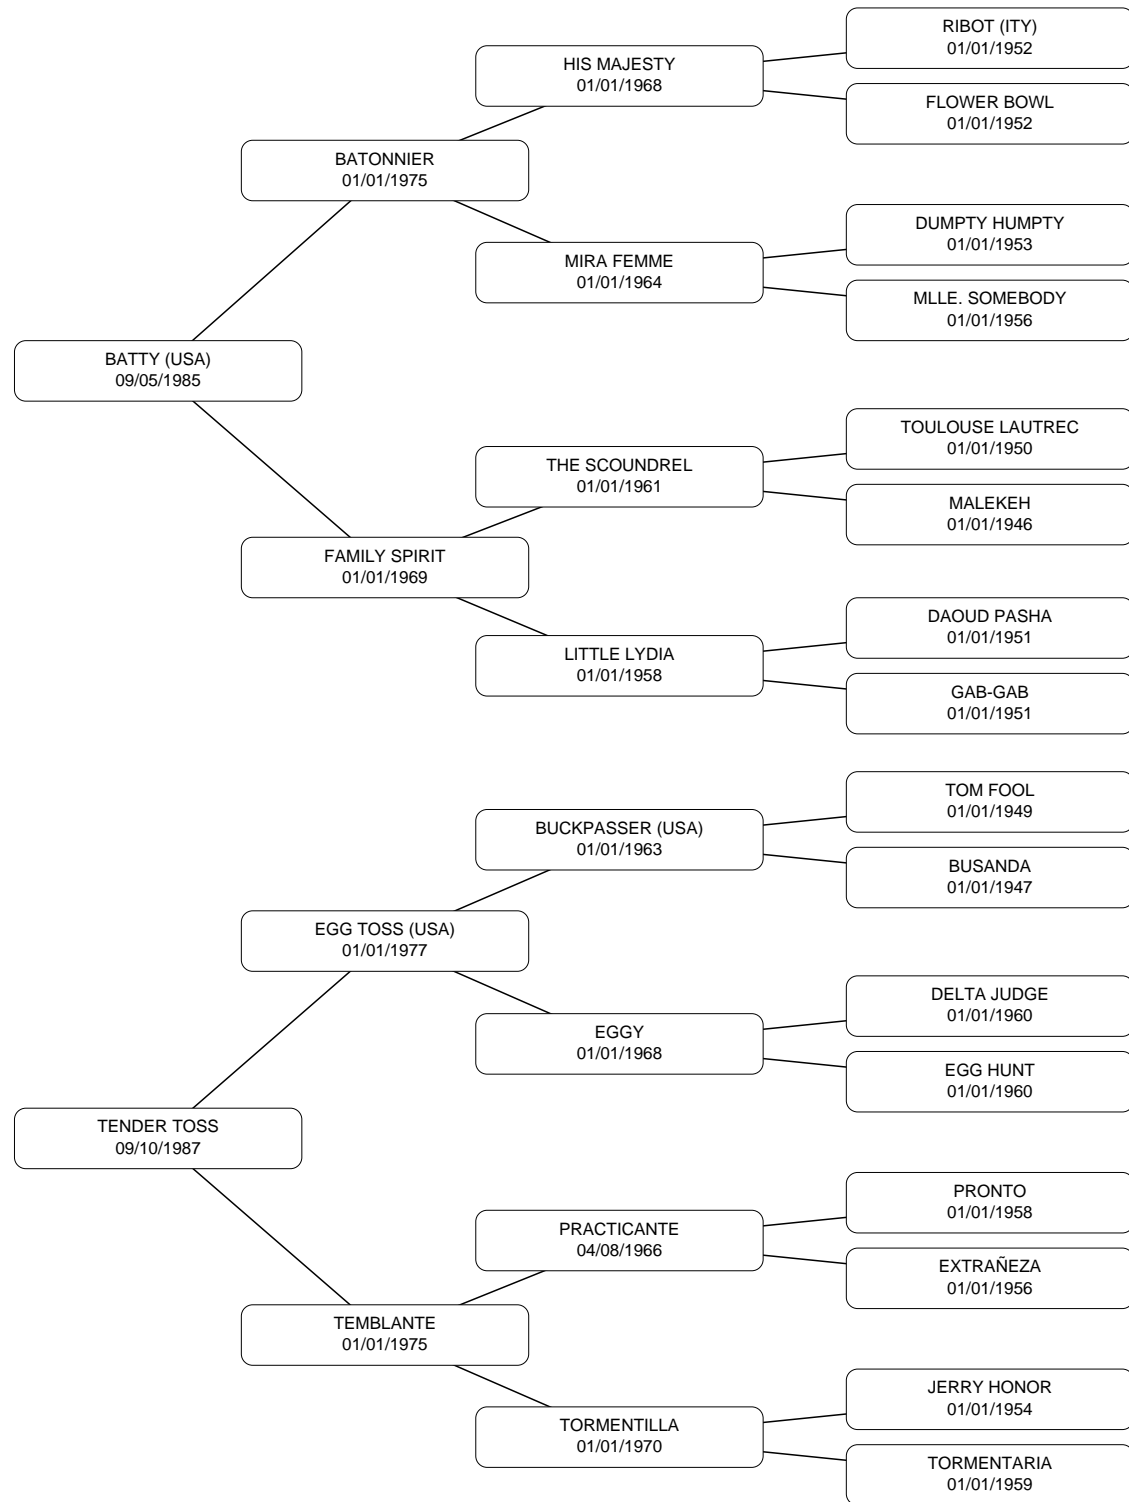 RIBOT (ITY)
01/01/1952
HIS MAJESTY
01/01/1968
FLOWER BOWL
01/01/1952
BATONNIER
01/01/1975
DUMPTY HUMPTY
01/01/1953
MIRA FEMME
01/01/1964
MLLE. SOMEBODY
01/01/1956
BATTY (USA)
09/05/1985
TOULOUSE LAUTREC
01/01/1950
THE SCOUNDREL
01/01/1961
MALEKEH
01/01/1946
FAMILY SPIRIT
01/01/1969
DAOUD PASHA
01/01/1951
LITTLE LYDIA
01/01/1958
GAB-GAB
01/01/1951
TOM FOOL
01/01/1949
BUCKPASSER (USA)
01/01/1963
BUSANDA
01/01/1947
EGG TOSS (USA)
01/01/1977
DELTA JUDGE
01/01/1960
EGGY
01/01/1968
EGG HUNT
01/01/1960
TENDER TOSS
09/10/1987
PRONTO
01/01/1958
PRACTICANTE
04/08/1966
EXTRAÑEZA
01/01/1956
TEMBLANTE
01/01/1975
JERRY HONOR
01/01/1954
TORMENTILLA
01/01/1970
TORMENTARIA
01/01/1959